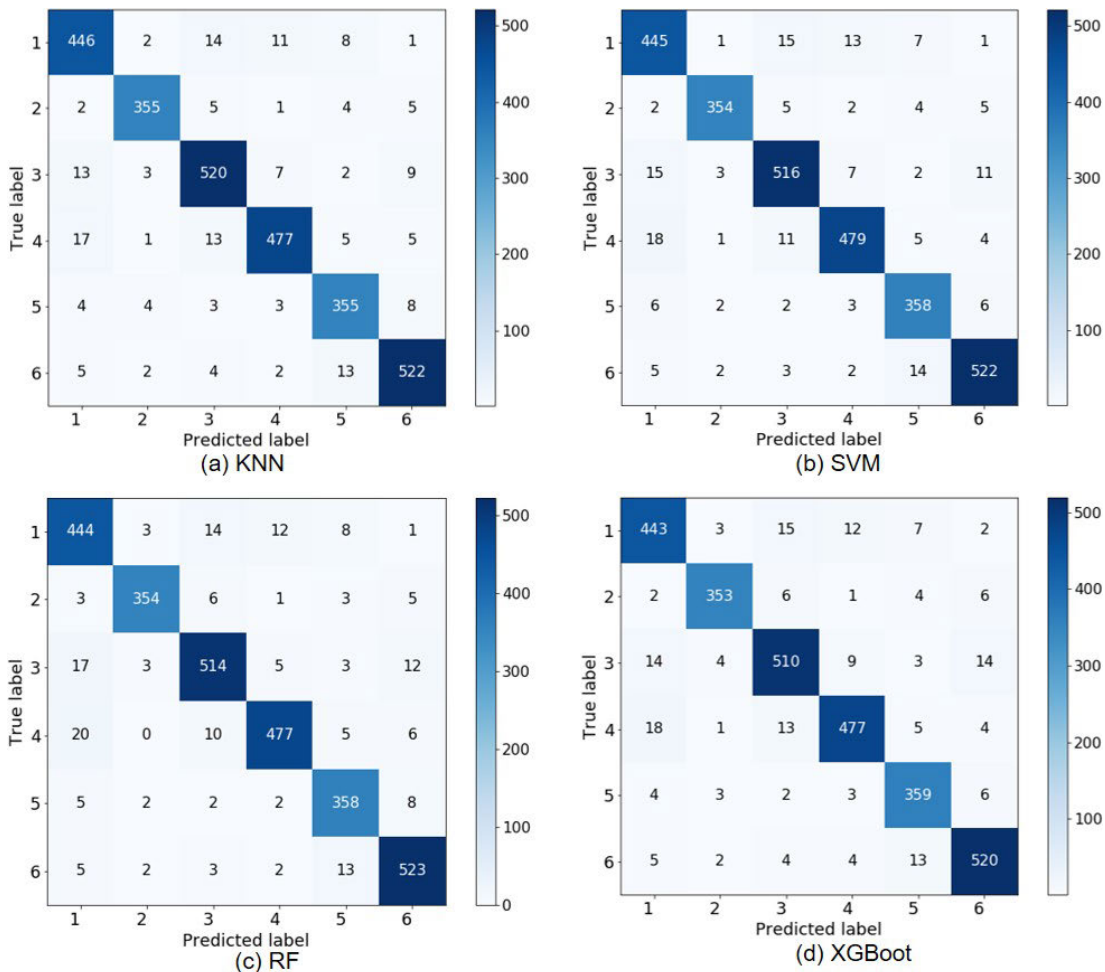 1 446 2 14 11 8 1
2 2 355 5 1 4 5
3 13 3 520 7 2 9
4 17 1 13 477 5 5
5 4 4 3 3 355 8
6 5 2 4 2 13 522
1 2 3 4 5 6
True label
Predicted label
500
400
300
200
100
(a) KNN
1 445 1 15 13 7 1
2 2 354 5 2 4 5
3 15 3 516 7 2 11
4 18 1 11 479 5 4
5 6 2 2 3 358 6
6 5 2 3 2 14 522
1 2 3 4 5 6
True label
Predicted label
500
400
300
200
100
(b) SVM
1 444 3 14 12 8 1
2 3 354 6 1 3 5
3 17 3 514 5 3 12
4 20 0 10 477 5 6
5 5 2 2 2 358 8
6 5 2 3 2 13 523
1 2 3 4 5 6
True label
Predicted label
500
400
300
200
100
0
(c) RF
1 443 3 15 12 7 2
2 2 353 6 1 4 6
3 14 4 510 9 3 14
4 18 1 13 477 5 4
5 4 3 2 3 359 6
6 5 2 4 4 13 520
1 2 3 4 5 6
True label
Predicted label
500
400
300
200
100
(d) XGBoot